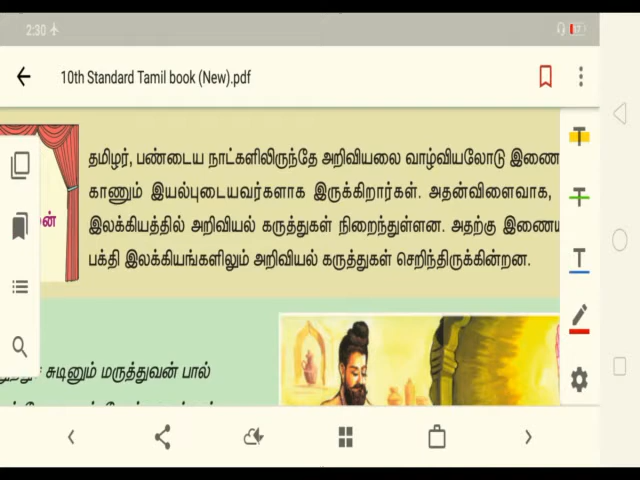 2:30
17
10th Standard Tamil book (New).pdf
தமிழர், பண்டைய நாட்களிலிருந்தே அறிவியலை வாழ்வியலோடு இணை
காணும் இயல்புடையவர்களாக இருக்கிறார்கள். அதன்விளைவாக,
இலக்கியத்தில் அறிவியல் கருத்துகள் நிறைந்துள்ளன. அதற்கு
பக்தி இலக்கியங்களிலும் அறிவியல் கருத்துகள் செறிந்திருக்கின்றன.
சுடினும் மருத்துவன் பால்